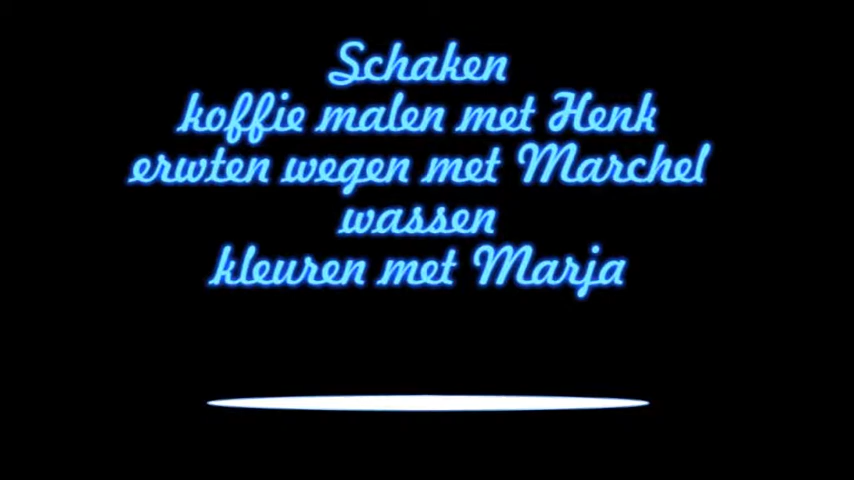 Schaken
koffie malen met Henk
erwten wegen met Marchel
wassen
kleuren met Marja